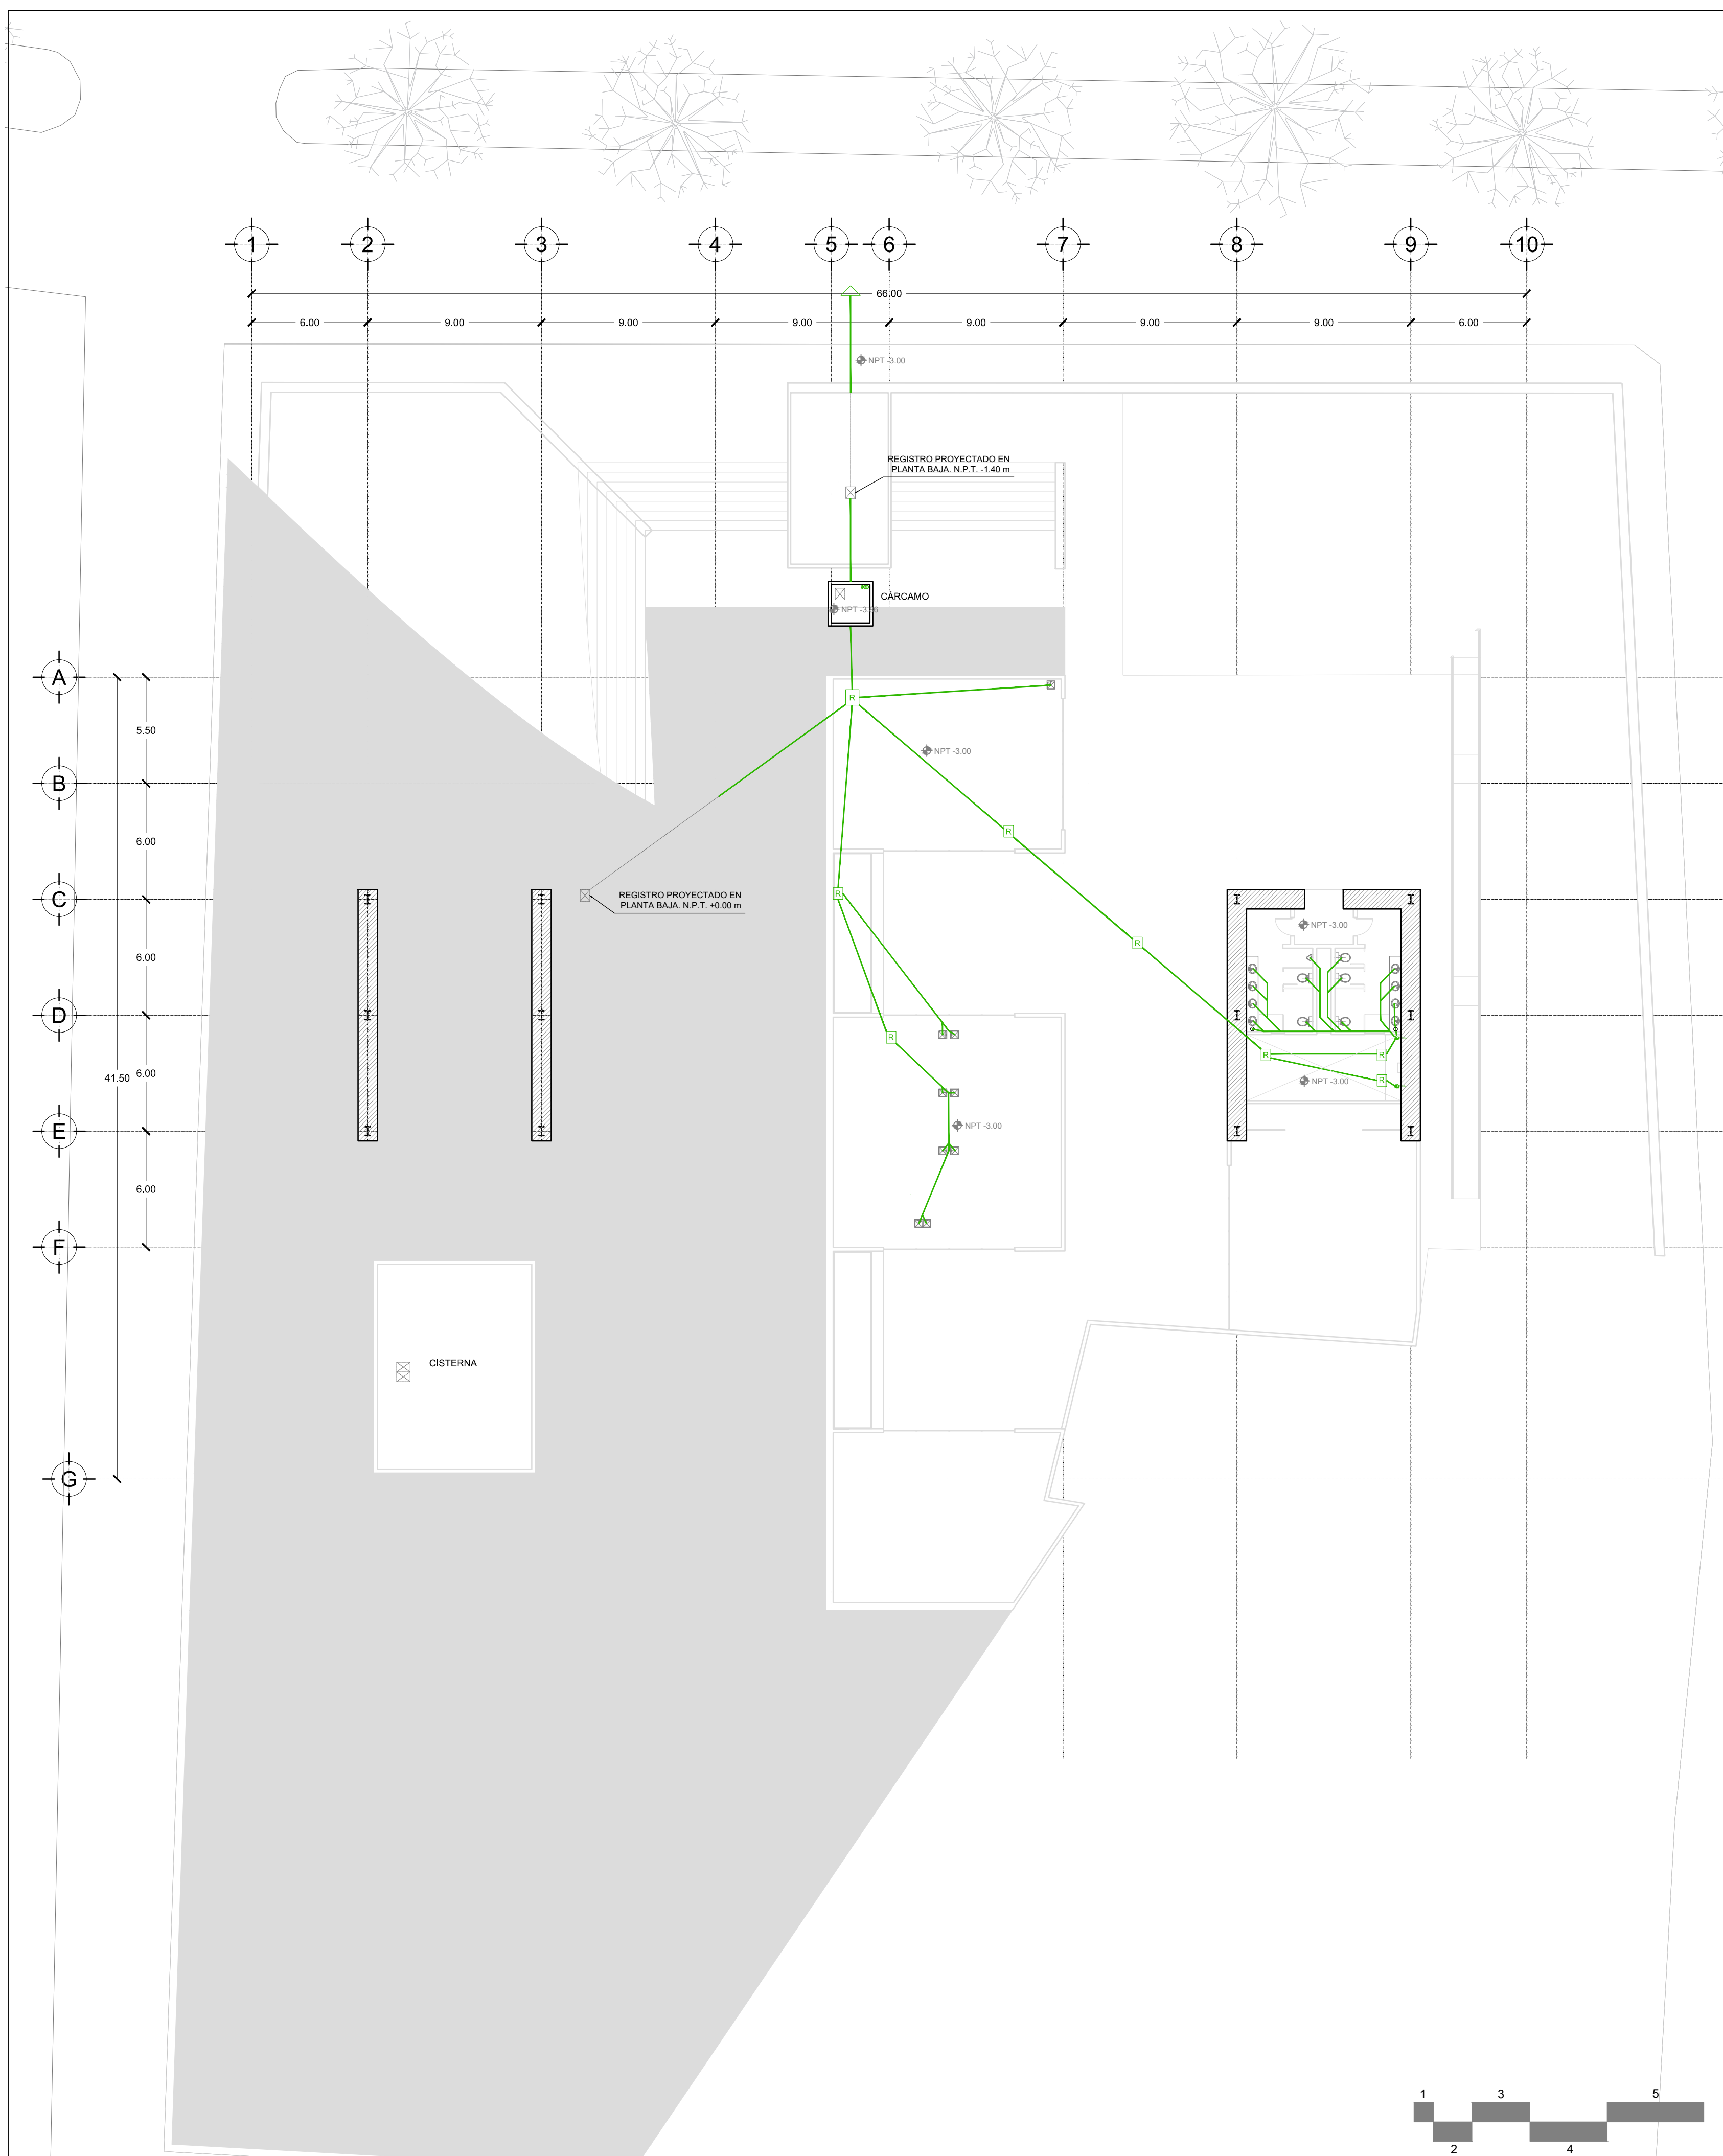 1 2 3 4 5 6 7 8 9 10
66.00
6.00 9.00 9.00 9.00 9.00 9.00 9.00 6.00
NPT -3.00
REGISTRO PROYECTADO EN
PLANTA BAJA. N.P.T. -1.40 m
CÁRCAMO
A
R
5.50
NPT -3.00
B
R
6.00
REGISTRO PROYECTADO EN
PLANTA BAJA. N.P.T. +0.00 m
C
R
NPT -3.00
R
6.00
D
R
R R
6.00
41.50
R
NPT -3.00
NPT -3.00
E
6.00
F
CISTERNA
G
1 3 5
2 4